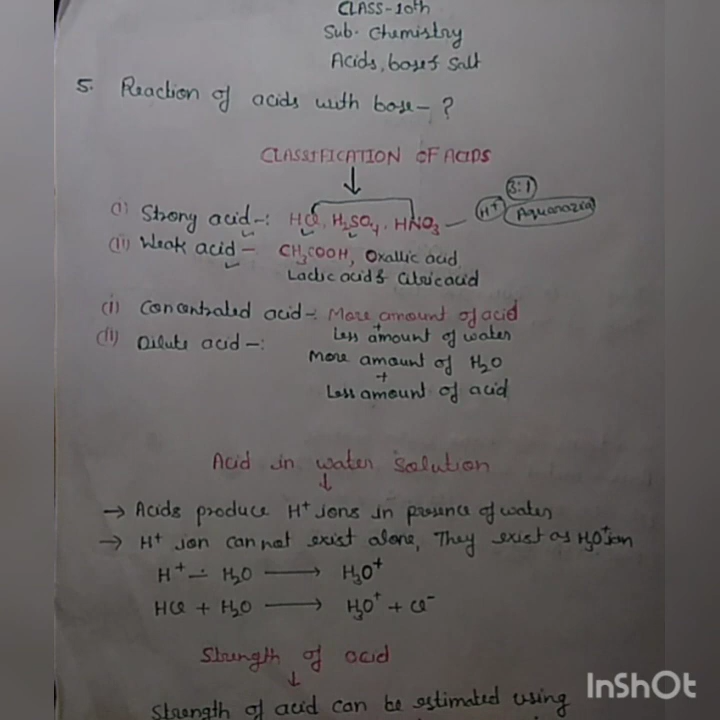 CLASS-10th
Sub. Chemistry
Acids, base & Salt
5. Reaction of acids with base- ?
CLASSIFICATION OF ACIDS
(i) Strong acid-: HCl, H2SO4, HNO3 - H+ 3:1 Aquarazia
(ii) Weak acid - CH3COOH, Oxallic acid
Lactic acid & Citric acid
(i) Concentrated acid-: More amount of acid
+
Less amount of water
(ii) Dilute acid-: More amount of H2O
+
Less amount of acid
Acid in water solution
↓
→ Acids produce H+ ions in presence of water
→ H+ ion can not exist alone, They exist as H3O+ ion
H+ ÷ H2O ⟶ H3O+
HCl + H2O ⟶ H3O+ + Cl-
Strength of acid
↓
Strength of acid can be estimated using
InShOt